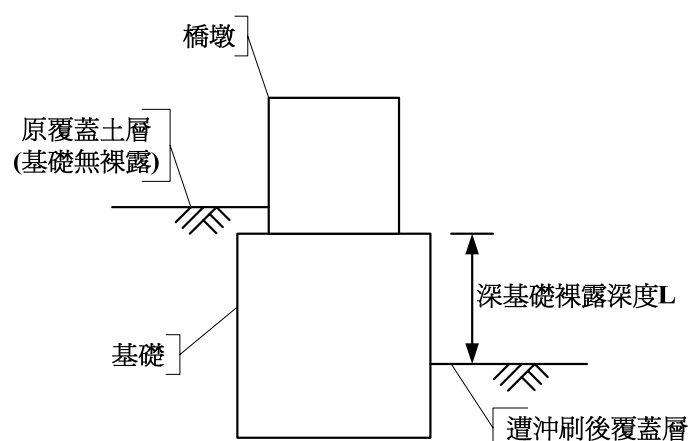 橋墩
原覆蓋土層
(基礎無裸露)
深基礎裸露深度L
基礎
遭沖刷後覆蓋層